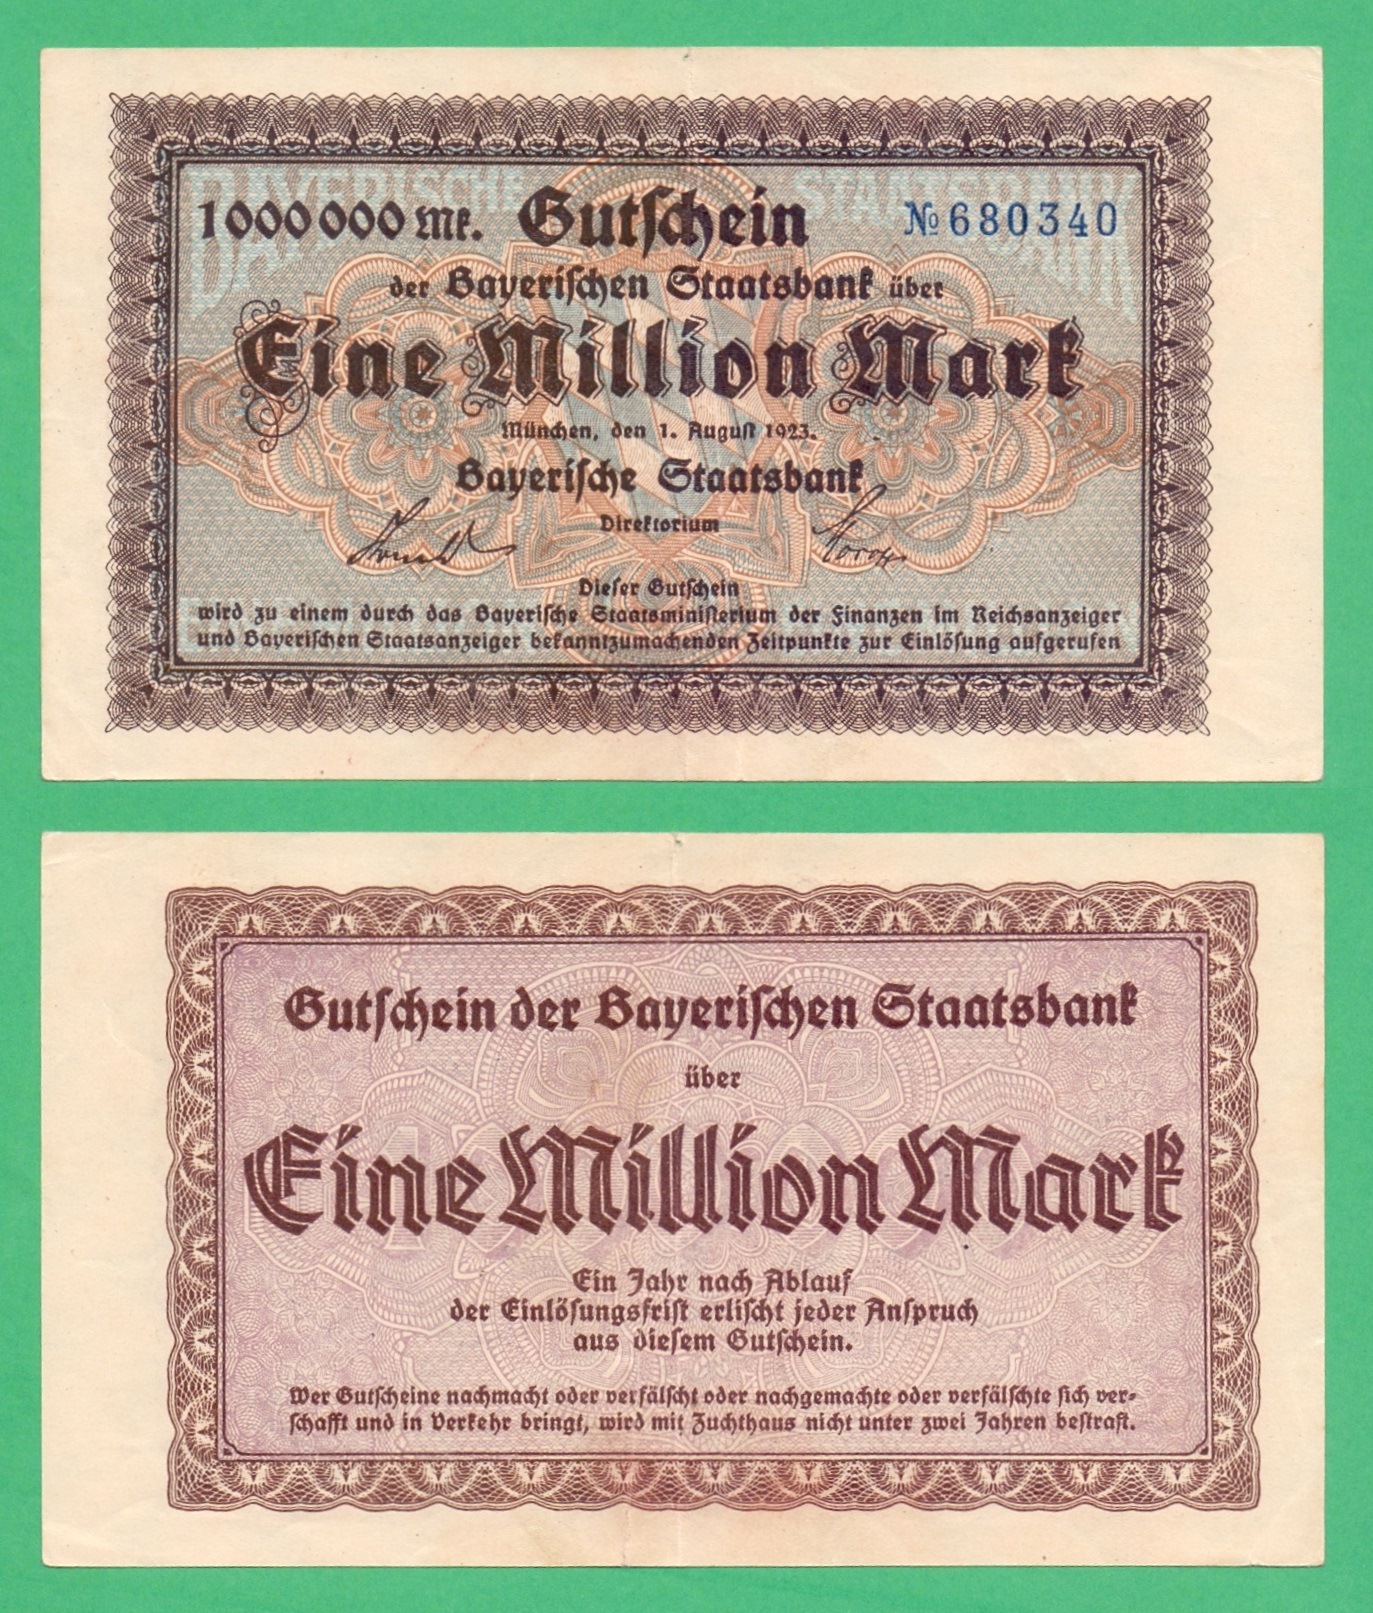 BAYERISCHE STAATSBANK
1000000 Mk. Gutschein № 680340
der Bayerischen Staatsbank über
Eine Million Mark
München, den 1. August 1923.
Bayerische Staatsbank
Direktorium
Dieser Gutschein
wird zu einem durch das Bayerische Staatsministerium der Finanzen im Reichsanzeiger
und Bayerischen Staatsanzeiger bekanntzumachenden Zeitpunkte zur Einlösung aufgerufen
Gutschein der Bayerischen Staatsbank
über
Eine Million Mark
Ein Jahr nach Ablauf
der Einlösungsfrist erlischt jeder Anspruch
aus diesem Gutschein.
Wer Gutscheine nachmacht oder verfälscht oder nachgemachte oder verfälschte sich ver-
schafft und in Verkehr bringt, wird mit Zuchthaus nicht unter zwei Jahren bestraft.